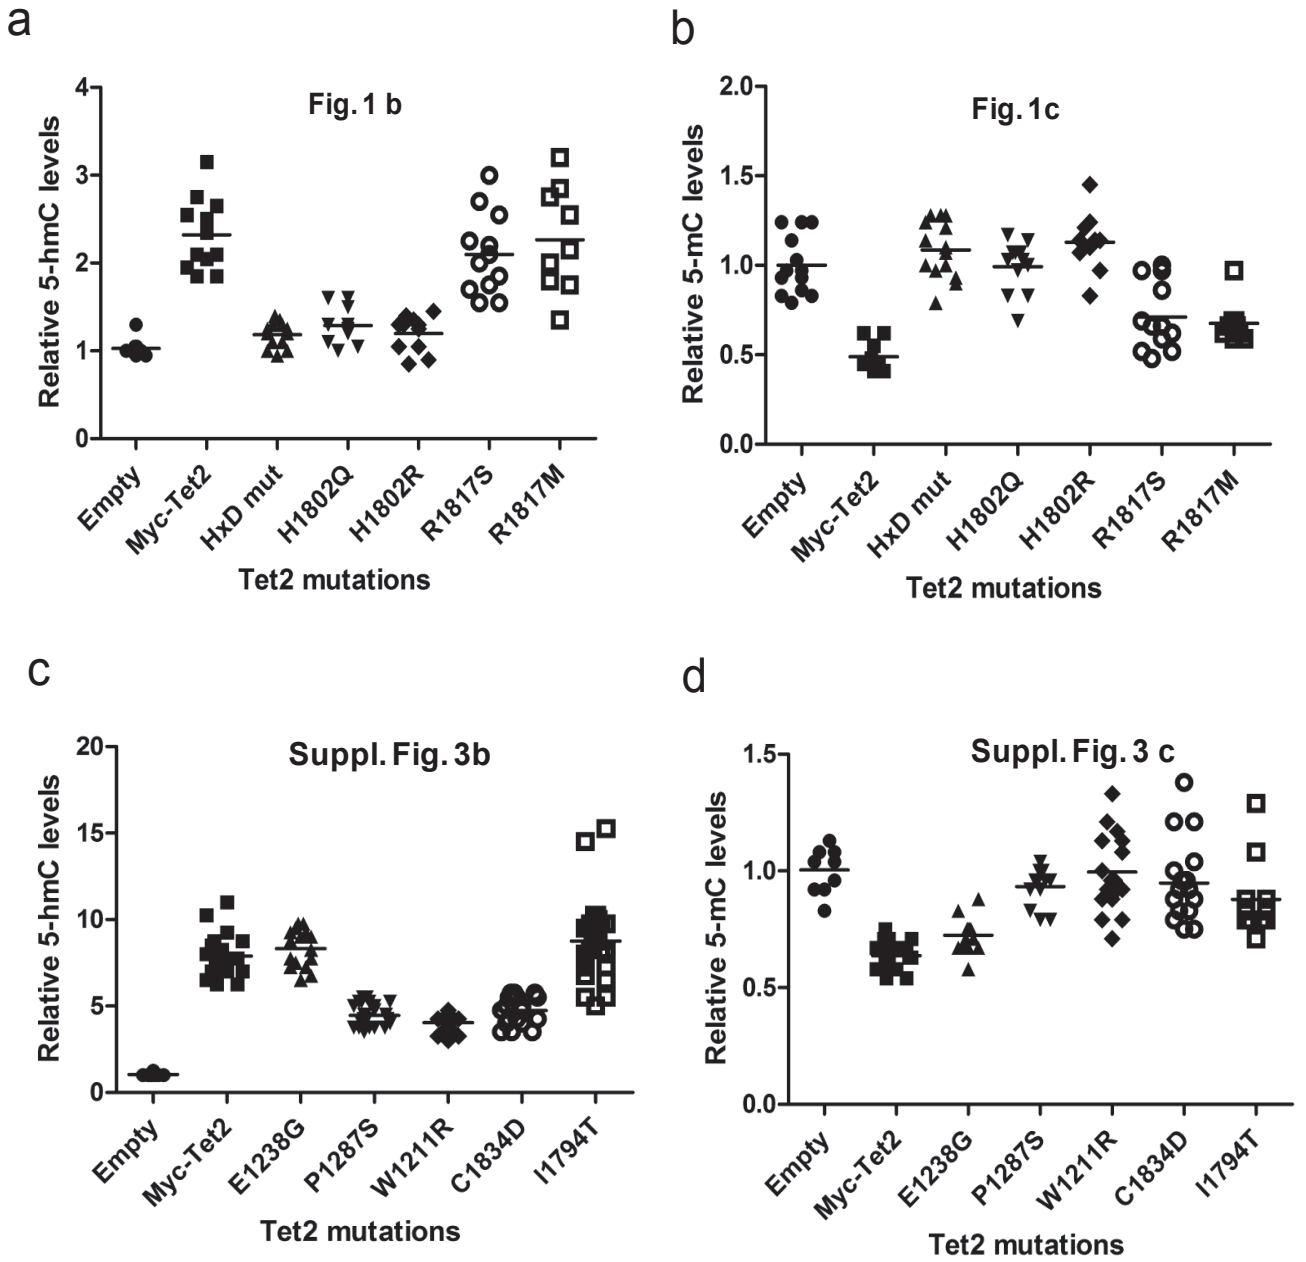 a
Fig. 1 b
Relative 5-hmC levels
4
3
2
1
0
Empty
Myc-Tet2
HxD mut
H1802Q
H1802R
R1817S
R1817M
Tet2 mutations
b
Fig. 1c
Relative 5-mC levels
2.0
1.5
1.0
0.5
0.0
Empty
Myc-Tet2
HxD mut
H1802Q
H1802R
R1817S
R1817M
Tet2 mutations
c
Suppl. Fig. 3b
Relative 5-hmC levels
20
15
10
5
0
Empty
Myc-Tet2
E1238G
P1287S
W1211R
C1834D
I1794T
Tet2 mutations
d
Suppl. Fig. 3 c
Relative 5-mC levels
1.5
1.0
0.5
0.0
Empty
Myc-Tet2
E1238G
P1287S
W1211R
C1834D
I1794T
Tet2 mutations